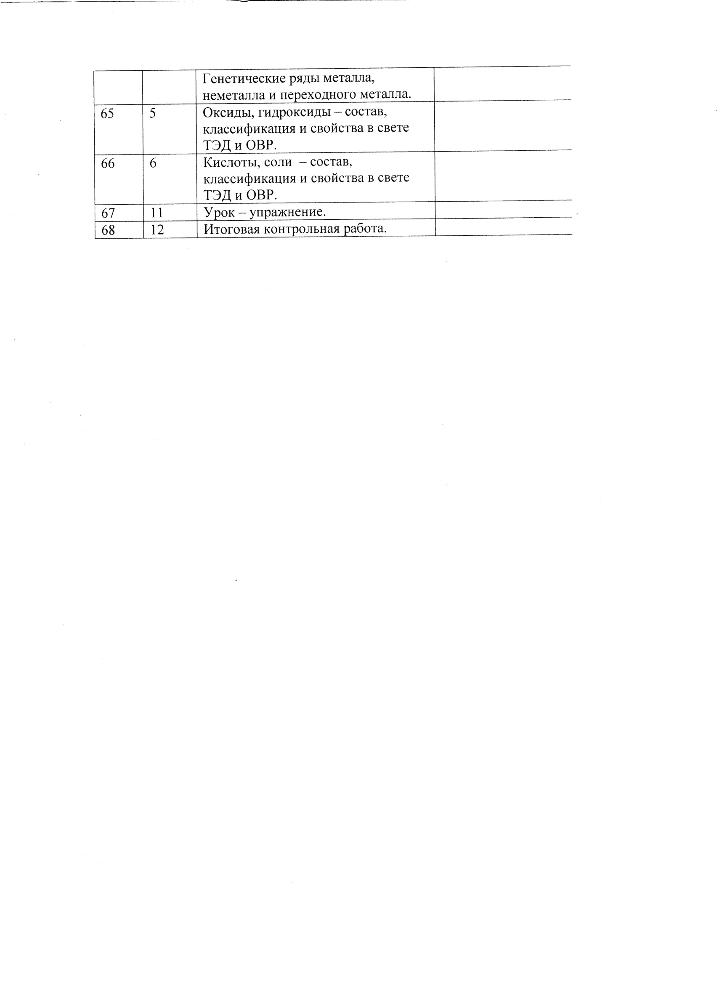 Генетические ряды металла,
неметалла и переходного металла.
65 5 Оксиды, гидроксиды – состав,
классификация и свойства в свете
ТЭД и ОВР.
66 6 Кислоты, соли – состав,
классификация и свойства в свете
ТЭД и ОВР.
67 11 Урок – упражнение.
68 12 Итоговая контрольная работа.